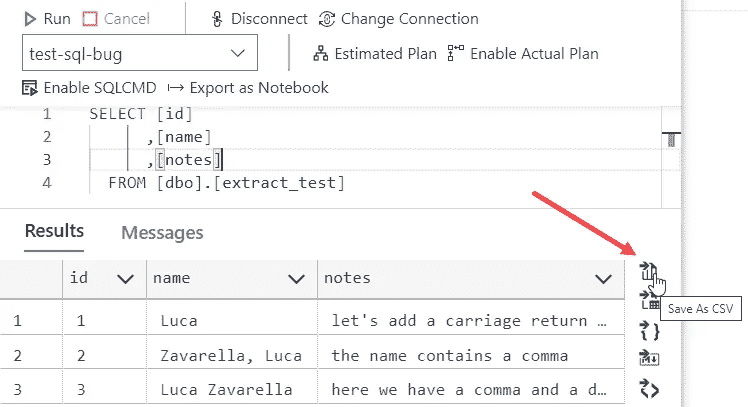 Run Cancel Disconnect Change Connection
test-sql-bug Estimated Plan Enable Actual Plan
Enable SQLCMD Export as Notebook
1 SELECT [id]
2 ,[name]
3 ,[notes]
4 FROM [dbo].[extract_test]
Results Messages
id name notes
1 1 Luca let's add a carriage return …
Save As CSV
2 2 Zavarella, Luca the name contains a comma
3 3 Luca Zavarella here we have a comma and a d…